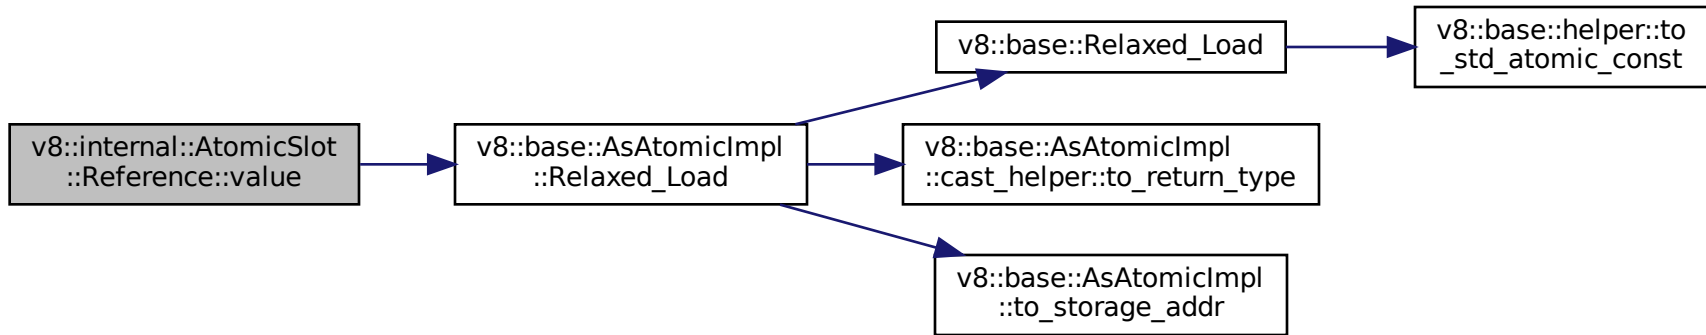 v8::internal::AtomicSlot
::Reference::value
v8::base::AsAtomicImpl
::Relaxed_Load
v8::base::Relaxed_Load
v8::base::helper::to
_std_atomic_const
v8::base::AsAtomicImpl
::cast_helper::to_return_type
v8::base::AsAtomicImpl
::to_storage_addr